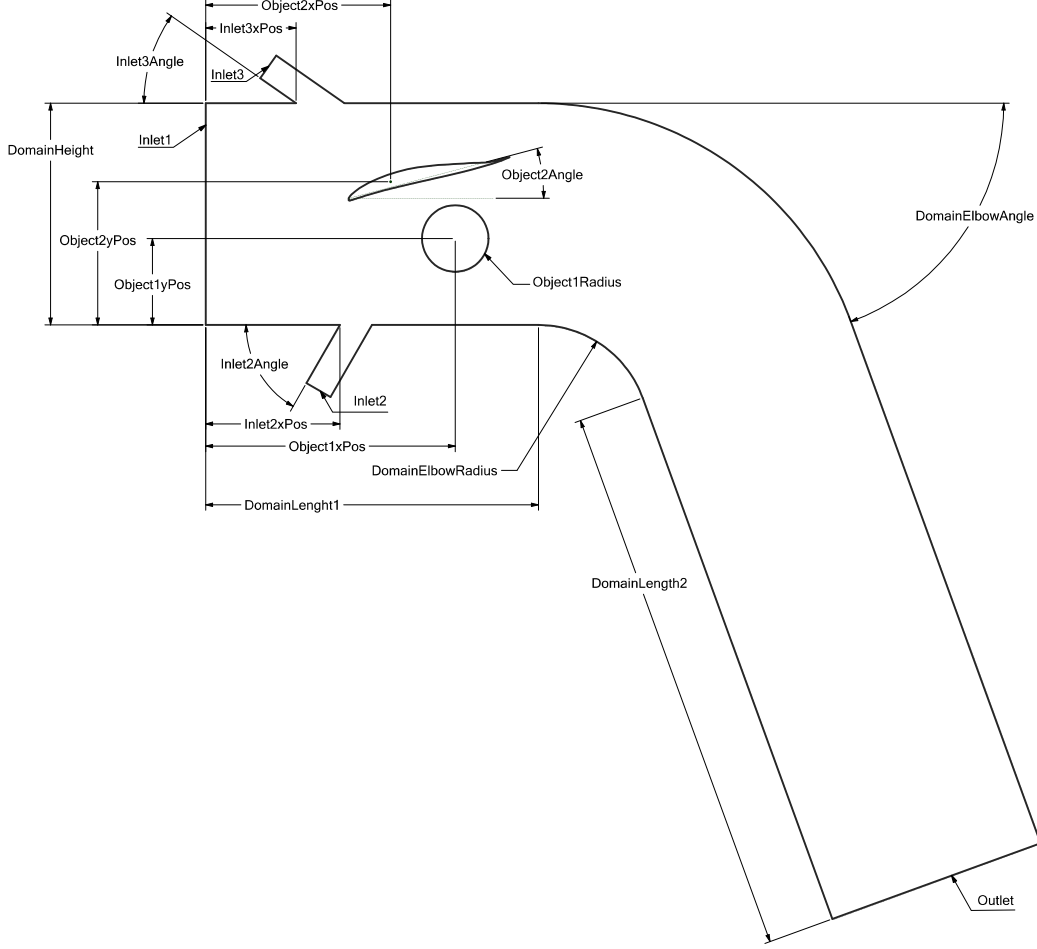 Object2xPos
Inlet3xPos
Inlet3Angle
Inlet3
Inlet1
DomainHeight
Object2Angle
DomainElbowAngle
Object2yPos
Object1yPos
Object1Radius
Inlet2Angle
Inlet2
Inlet2xPos
Object1xPos
DomainElbowRadius
DomainLenght1
DomainLength2
Outlet